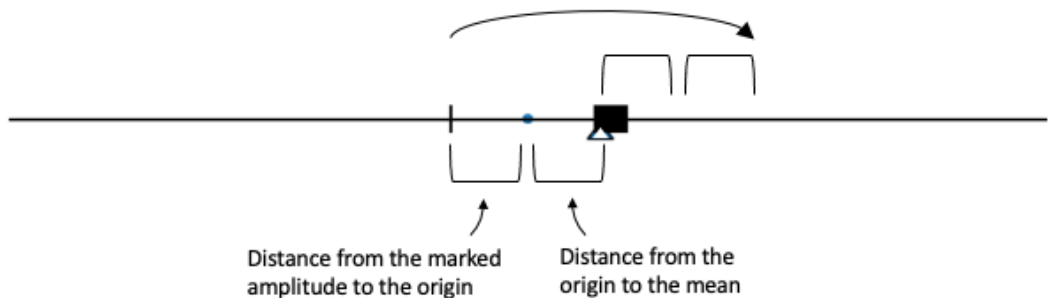 Distance from the marked
amplitude to the origin
Distance from the
origin to the mean